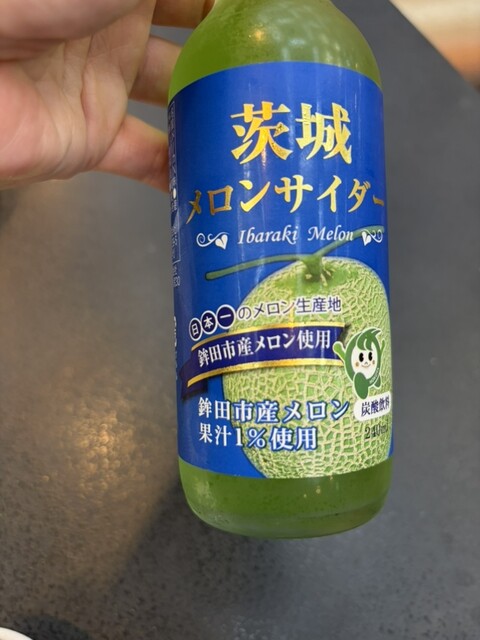 茨城
メロンサイダー
Ibaraki Melon
日本一のメロン生産地
鉾田市産メロン使用
鉾田市産メロン
果汁1%使用
炭酸飲料
240ml